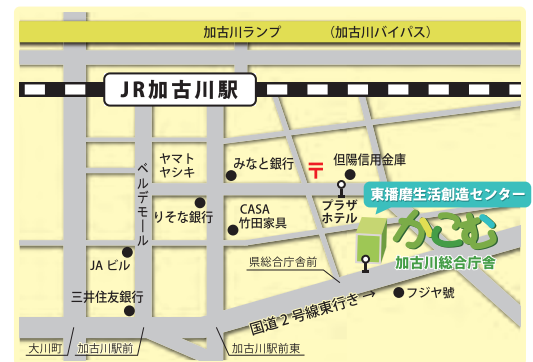 加古川ランプ (加古川バイパス)
JR加古川駅
ヤマト
ヤシキ
みなと銀行
〒
但陽信用金庫
ベルデモール
東播磨生活創造センター
プラザ
ホテル
りそな銀行
CASA
竹田家具
かこむ
加古川総合庁舎
JAビル
県総合庁舎前
三井住友銀行
国道2号線東行き→
フジヤ號
大川町
加古川駅前
加古川駅前東